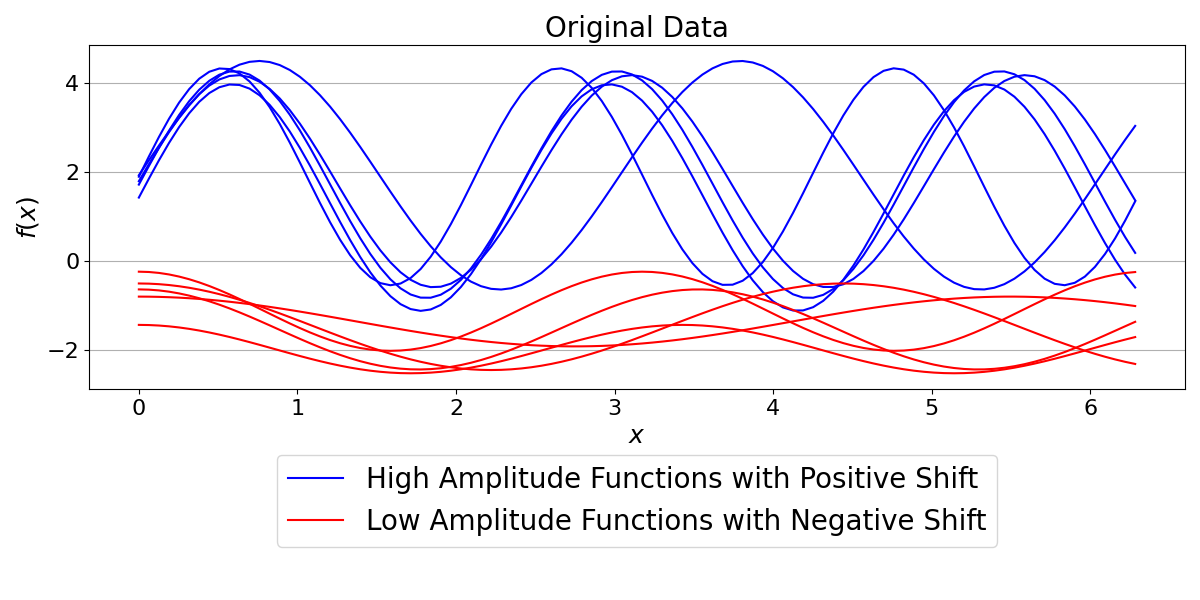 Original Data
f(x)
4
2
0
−2
0 1 2 3 4 5 6
x
High Amplitude Functions with Positive Shift
Low Amplitude Functions with Negative Shift